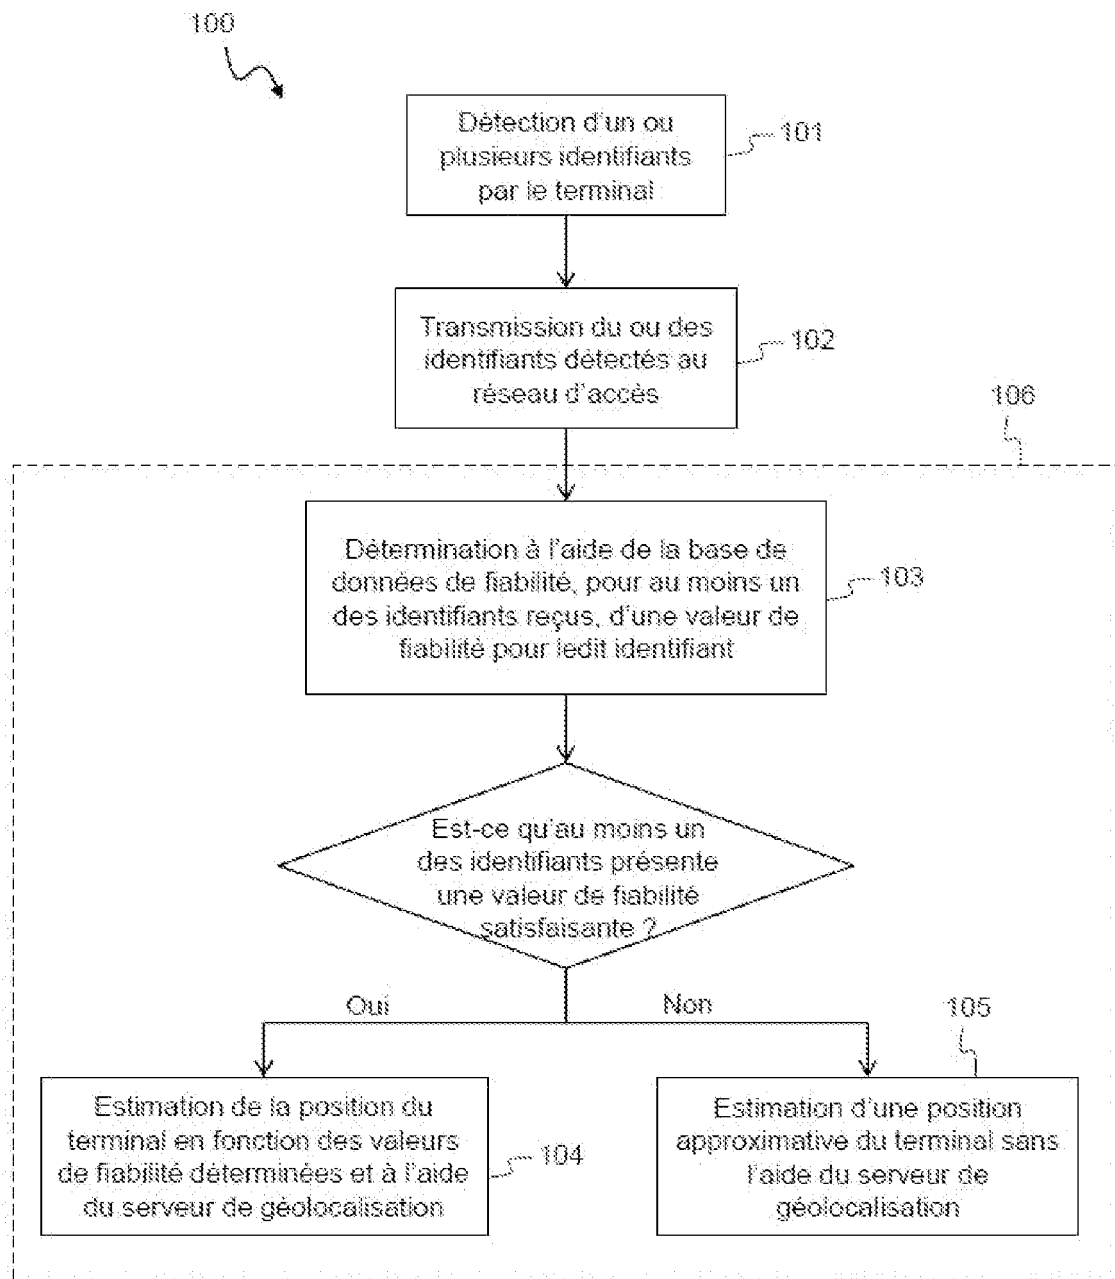 100
Détection d'un ou
plusieurs identifiants
par le terminal
101
Transmission du ou des
identifiants détectés au
réseau d'accès
102
106
Détermination à l'aide de la base de
données de fiabilité, pour au moins un
des identifiants reçus, d'une valeur de
fiabilité pour ledit identifiant
103
Est-ce qu'au moins un
des identifiants présente
une valeur de fiabilité
satisfaisante ?
Oui
Non
105
Estimation de la position du
terminal en fonction des valeurs
de fiabilité déterminées et à l'aide
du serveur de géolocalisation
104
Estimation d'une position
approximative du terminal sans
l'aide du serveur de
géolocalisation